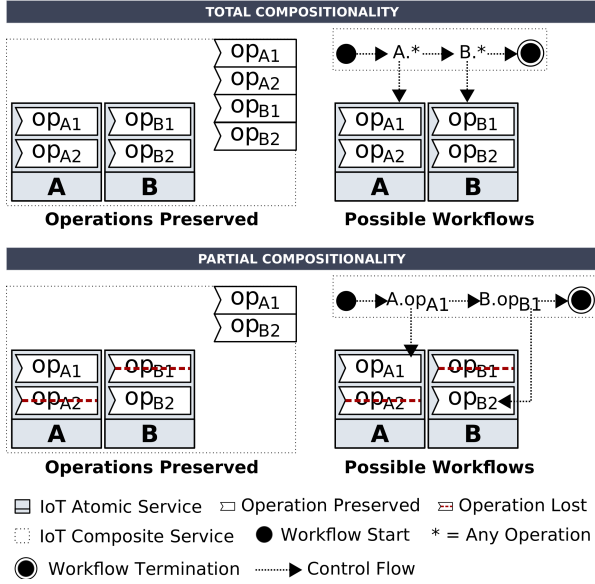 TOTAL COMPOSITIONALITY
opA1
opA2
opB1
opB2
opA1 opB1
opA2 opB2
A B
Operations Preserved
A.* B.*
opA1 opB1
opA2 opB2
A B
Possible Workflows
PARTIAL COMPOSITIONALITY
opA1
opB2
opA1 opB1
opA2 opB2
A B
Operations Preserved
A.opA1 B.opB1
opA1 opB1
opA2 opB2
A B
Possible Workflows
IoT Atomic Service Operation Preserved Operation Lost
IoT Composite Service Workflow Start * = Any Operation
Workflow Termination Control Flow